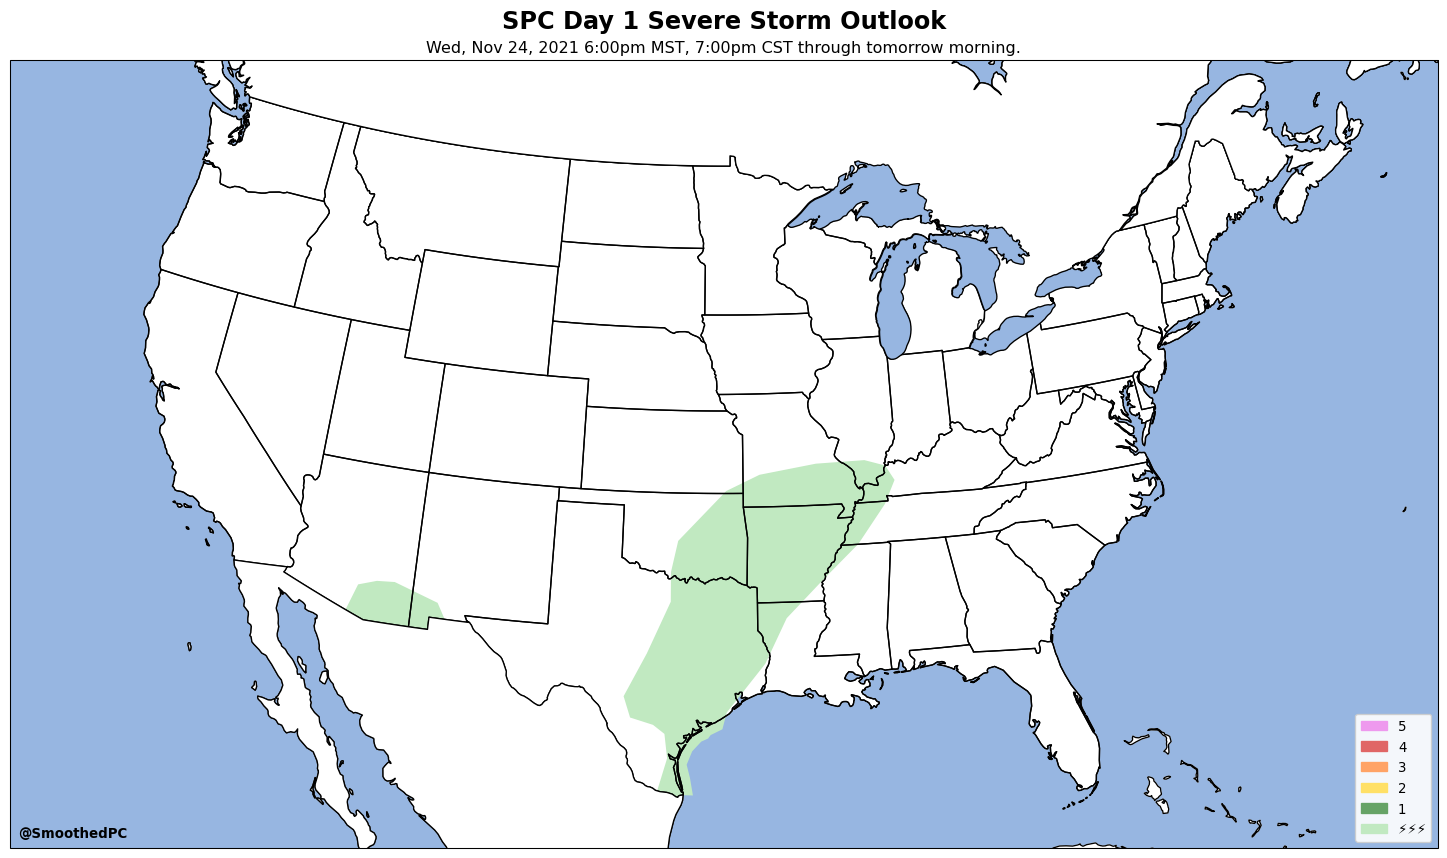 SPC Day 1 Severe Storm Outlook
Wed, Nov 24, 2021 6:00pm MST, 7:00pm CST through tomorrow morning.
5
4
3
2
1
⚡⚡⚡
@SmoothedPC